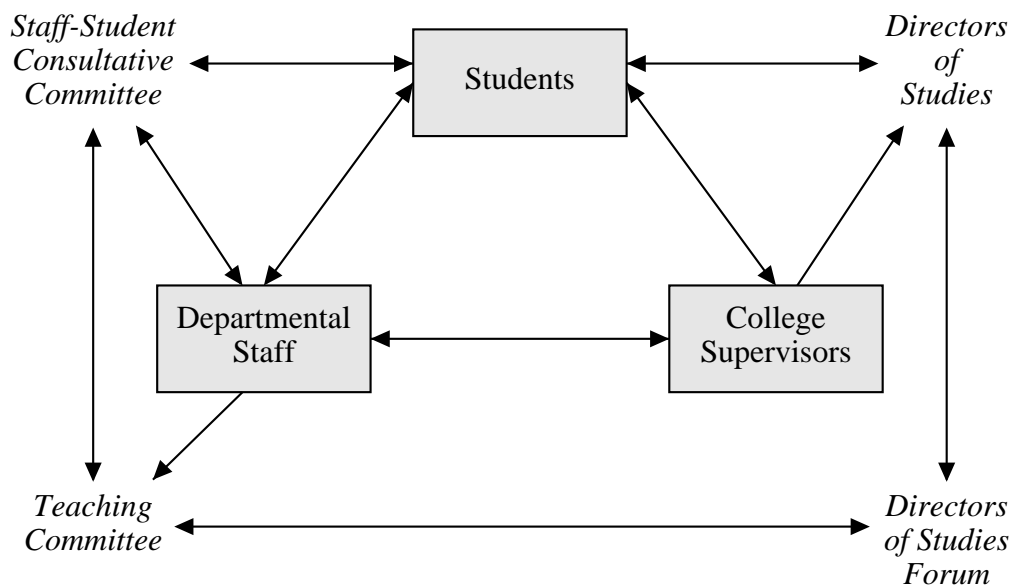 Staff-Student
Consultative
Committee
Students
Directors
of
Studies
Departmental
Staff
College
Supervisors
Teaching
Committee
Directors
of Studies
Forum